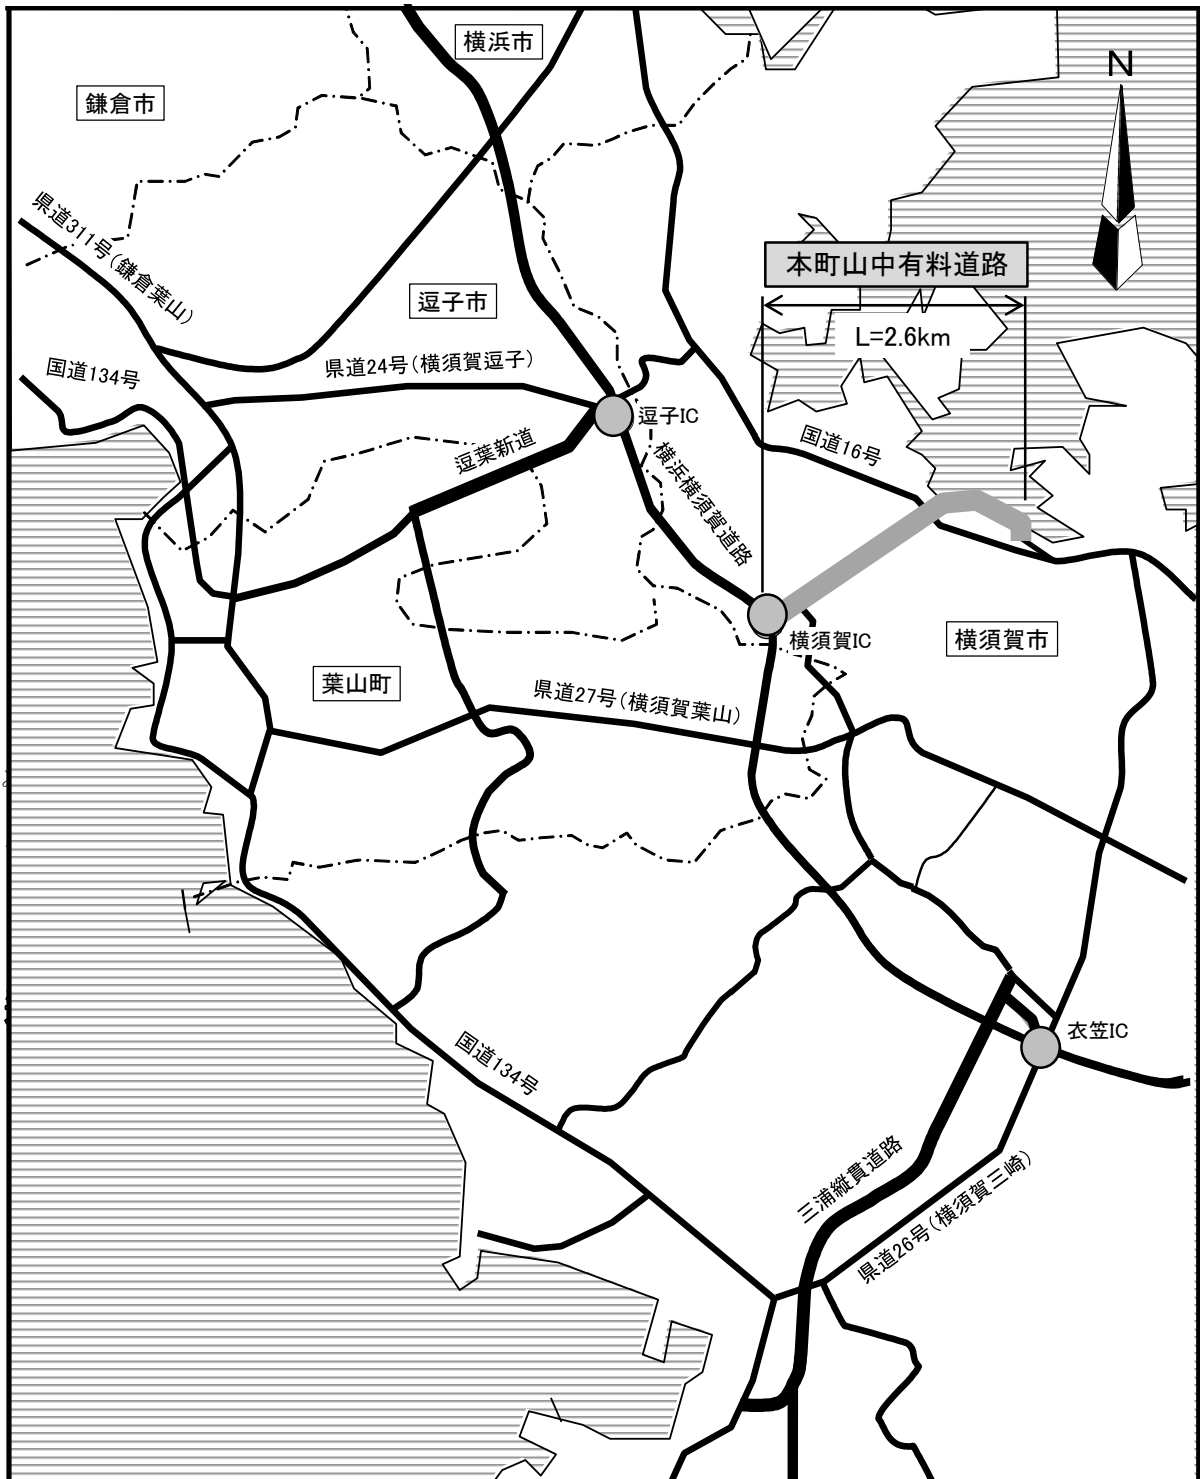 横浜市
鎌倉市
N
県道311号(鎌倉葉山)
本町山中有料道路
逗子市
L=2.6km
県道24号(横須賀逗子)
国道134号
逗子IC
国道16号
逗葉新道
横浜横須賀道路
横須賀IC
横須賀市
葉山町
県道27号(横須賀葉山)
衣笠IC
国道134号
三浦縦貫道路
県道26号(横須賀三崎)